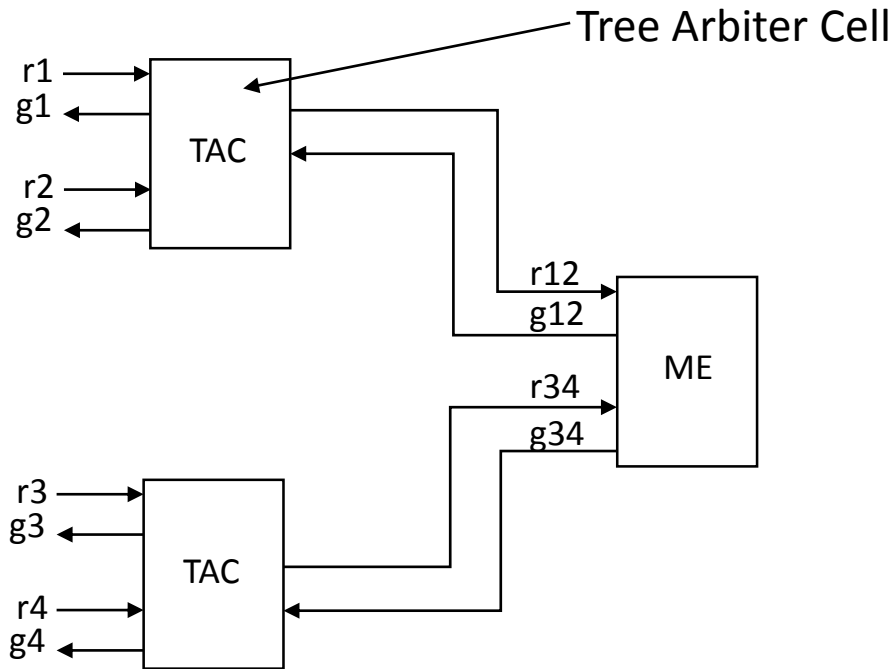 Tree Arbiter Cell
r1
g1
TAC
r2
g2
r12
g12
ME
r34
g34
r3
g3
TAC
r4
g4